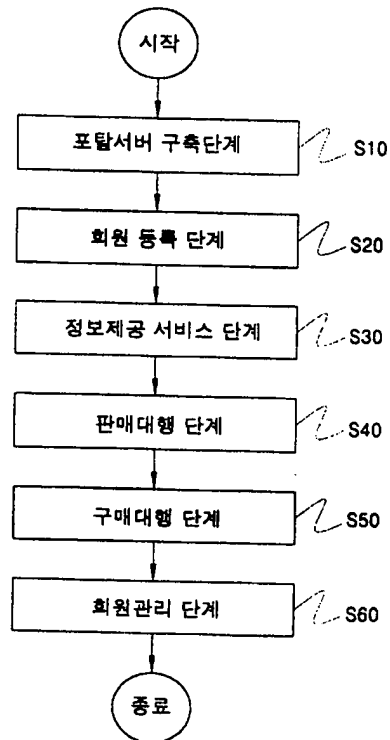 시작
포탈서버 구축단계
S10
회원 등록 단계
S20
정보제공 서비스 단계
S30
판매대행 단계
S40
구매대행 단계
S50
회원관리 단계
S60
종료